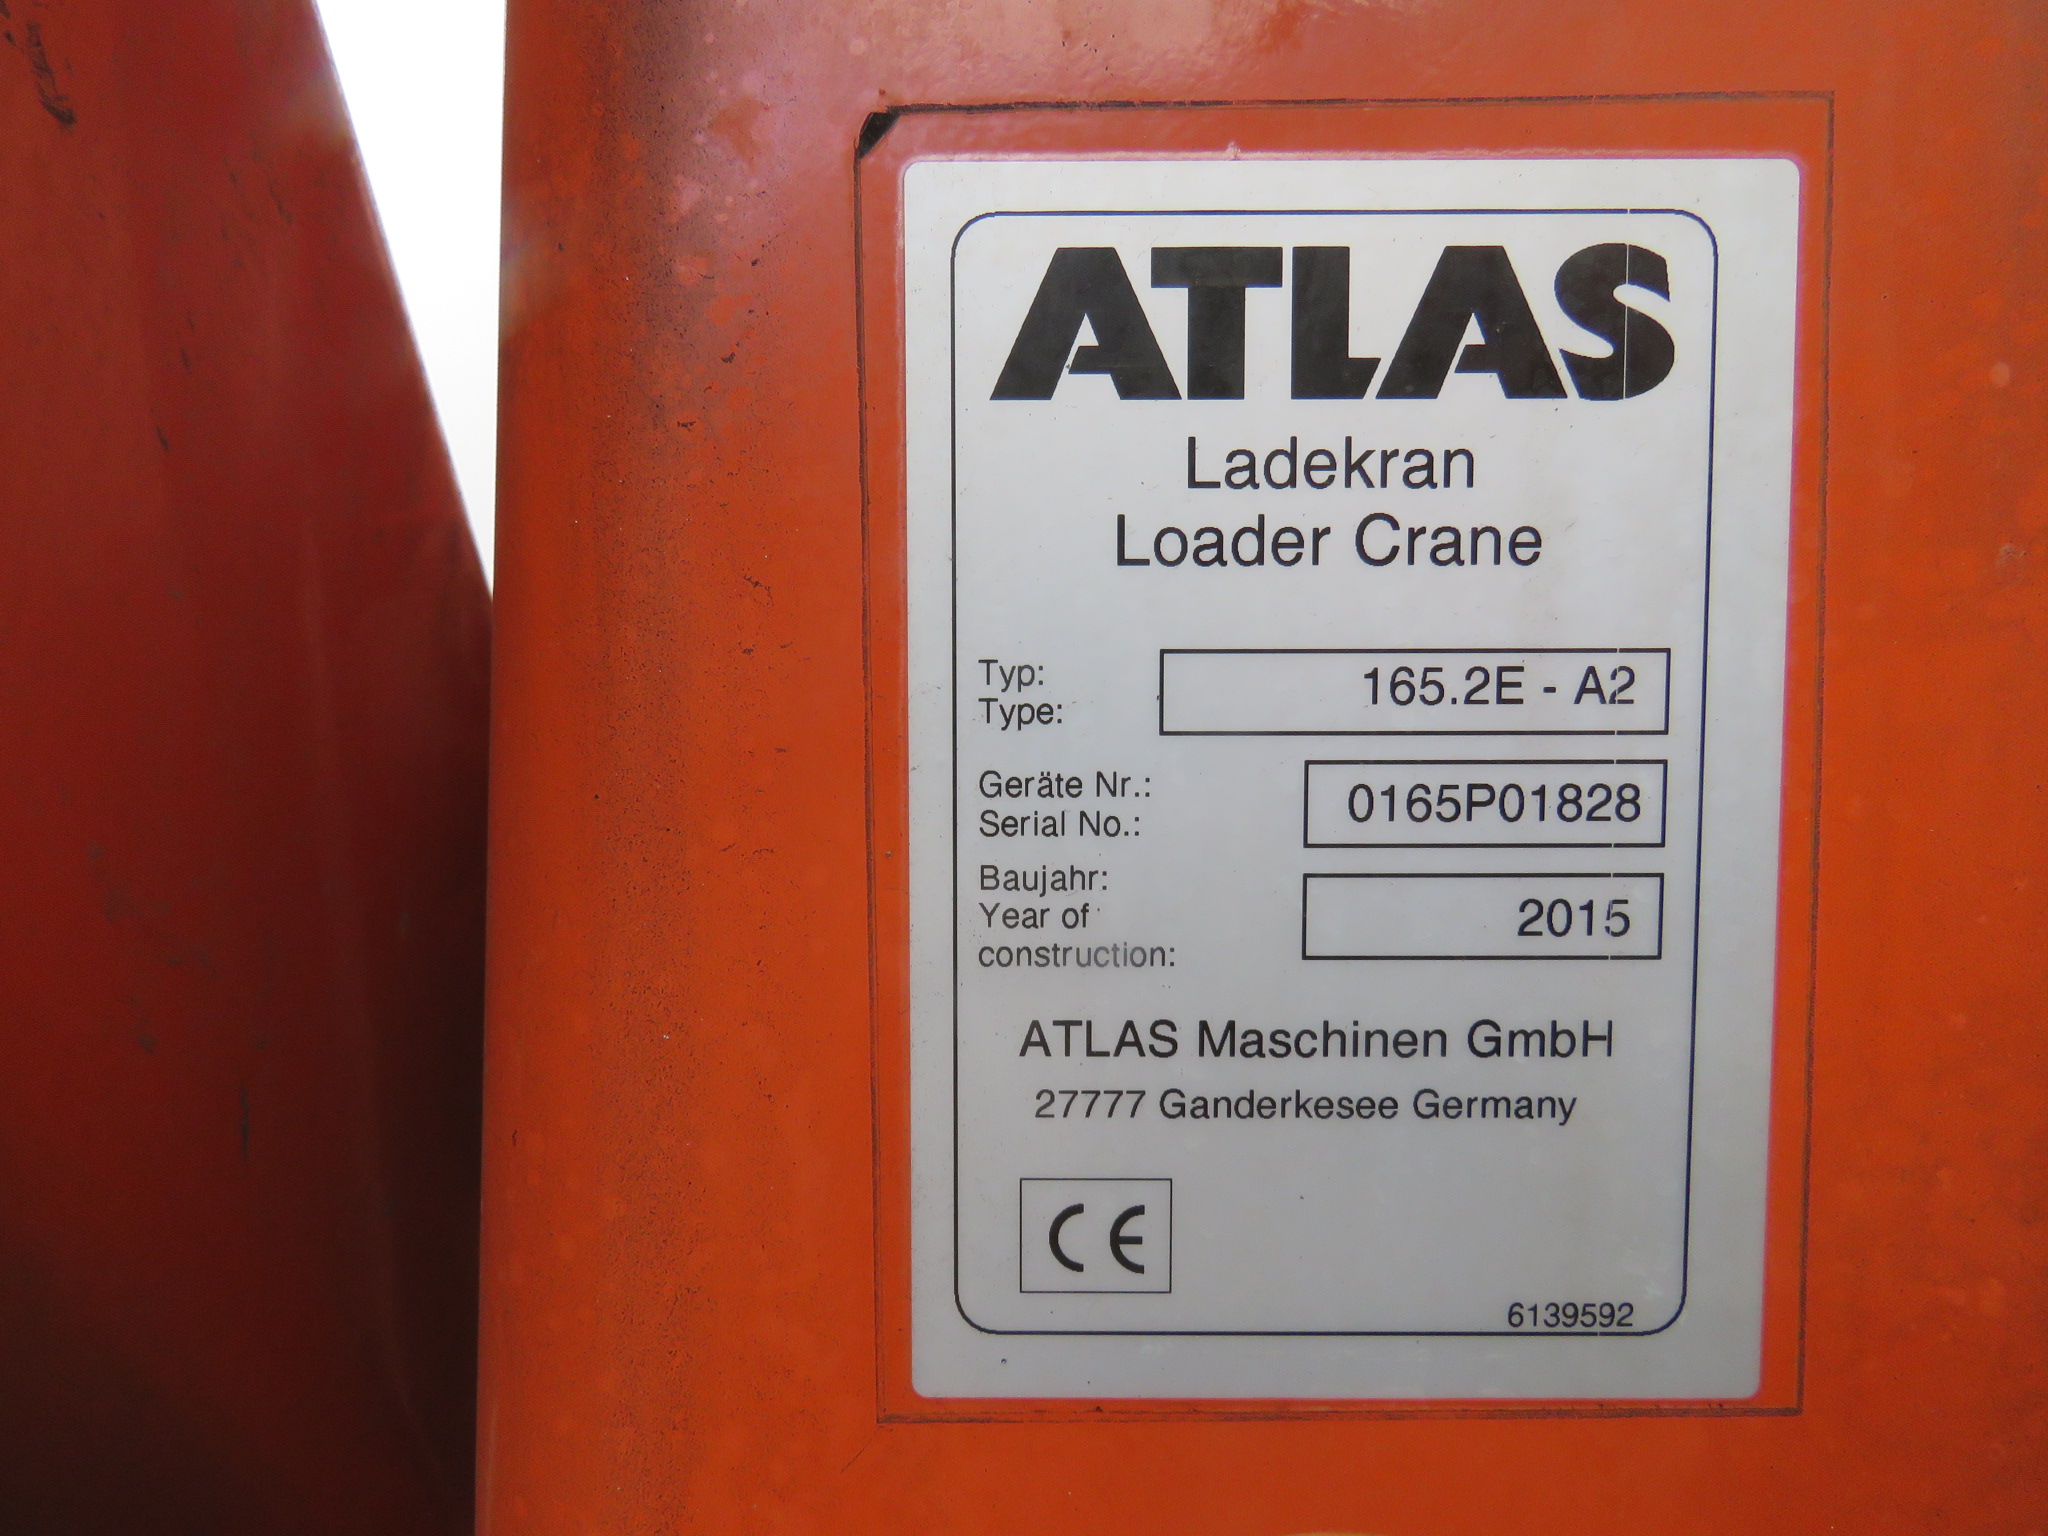 ATLAS
Ladekran
Loader Crane
Typ:
Type:
165.2E - A2
Geräte Nr.:
Serial No.:
0165P01828
Baujahr:
Year of
construction:
2015
ATLAS Maschinen GmbH
27777 Ganderkesee Germany
CE
6139592